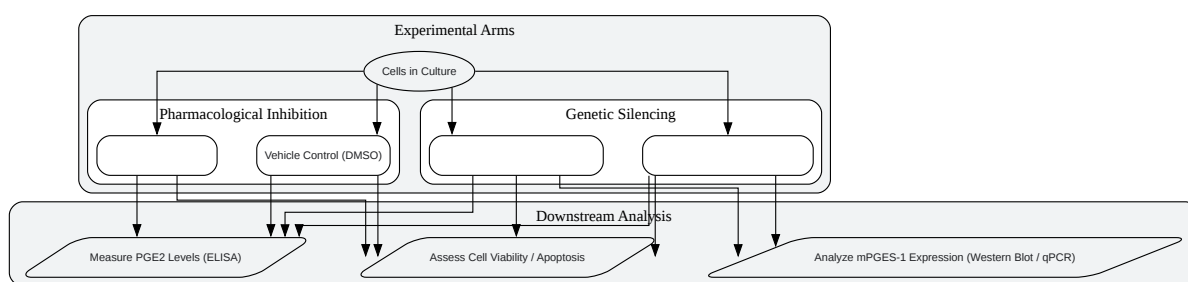 Experimental Arms
Cells in Culture
Pharmacological Inhibition
Genetic Silencing
Vehicle Control (DMSO)
Downstream Analysis
Measure PGE2 Levels (ELISA)
Assess Cell Viability / Apoptosis
Analyze mPGES-1 Expression (Western Blot / qPCR)